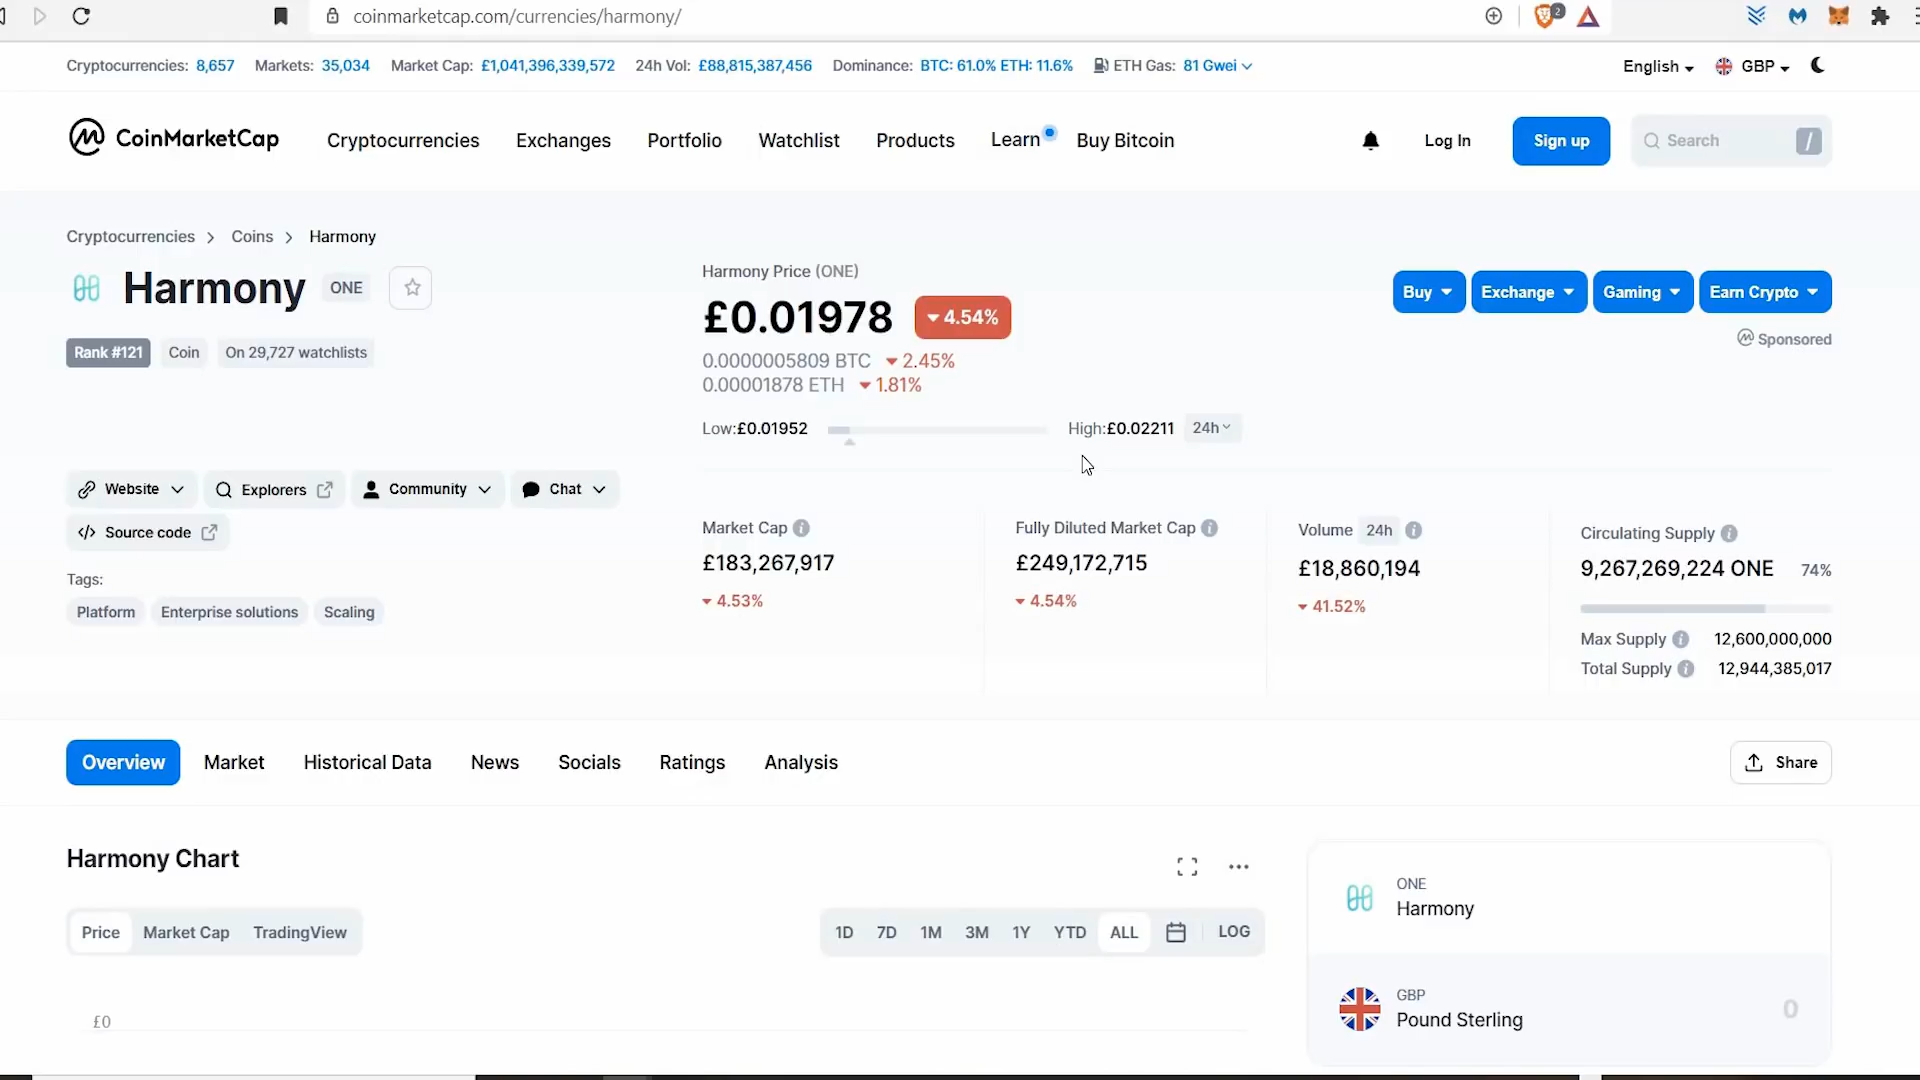 coinmarketcap.com/currencies/harmony/
2
Cryptocurrencies: 8,657 Markets: 35,034 Market Cap: £1,041,396,339,572 24h Vol: £88,815,387,456 Dominance: BTC: 61.0% ETH: 11.6% ETH Gas: 81 Gwei English GBP
CoinMarketCap Cryptocurrencies Exchanges Portfolio Watchlist Products Learn Buy Bitcoin Log In Sign up Search /
Cryptocurrencies > Coins > Harmony
Harmony ONE
Rank #121 Coin On 29,727 watchlists
Harmony Price (ONE)
£0.01978 4.54%
0.0000005809 BTC 2.45%
0.00001878 ETH 1.81%
Low:£0.01952 High:£0.02211 24h
Buy Exchange Gaming Earn Crypto
Sponsored
Website Explorers Community Chat
Source code
Tags:
Platform Enterprise solutions Scaling
Market Cap
£183,267,917
4.53%
Fully Diluted Market Cap
£249,172,715
4.54%
Volume 24h
£18,860,194
41.52%
Circulating Supply
9,267,269,224 ONE 74%
Max Supply 12,600,000,000
Total Supply 12,944,385,017
Overview Market Historical Data News Socials Ratings Analysis Share
Harmony Chart
Price Market Cap TradingView 1D 7D 1M 3M 1Y YTD ALL LOG
£0
ONE
Harmony
GBP
Pound Sterling 0